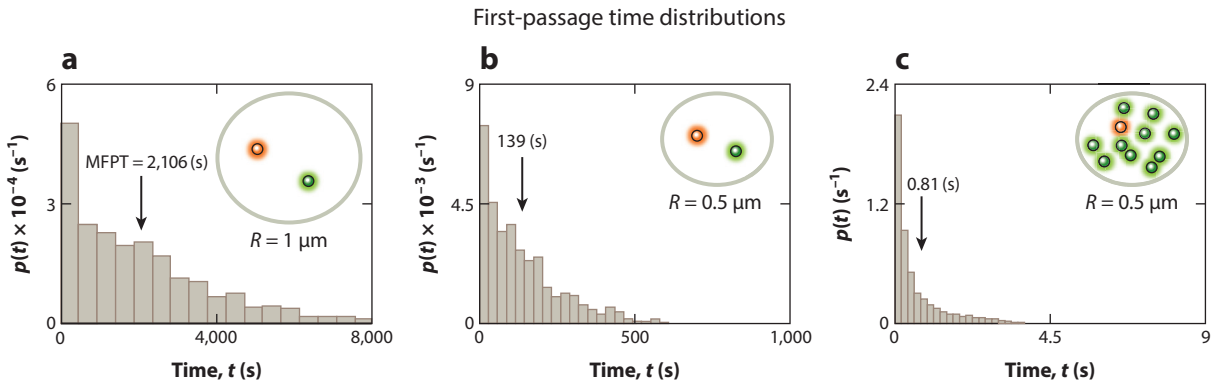 First-passage time distributions
a
6
3
0
p(t) × 10⁻⁴ (s⁻¹)
MFPT = 2,106 (s)
R = 1 μm
0
4,000
8,000
Time, t (s)
b
9
4.5
0
p(t) × 10⁻³ (s⁻¹)
139 (s)
R = 0.5 μm
0
500
1,000
Time, t (s)
c
2.4
1.2
0
p(t) (s⁻¹)
0.81 (s)
R = 0.5 μm
0
4.5
9
Time, t (s)